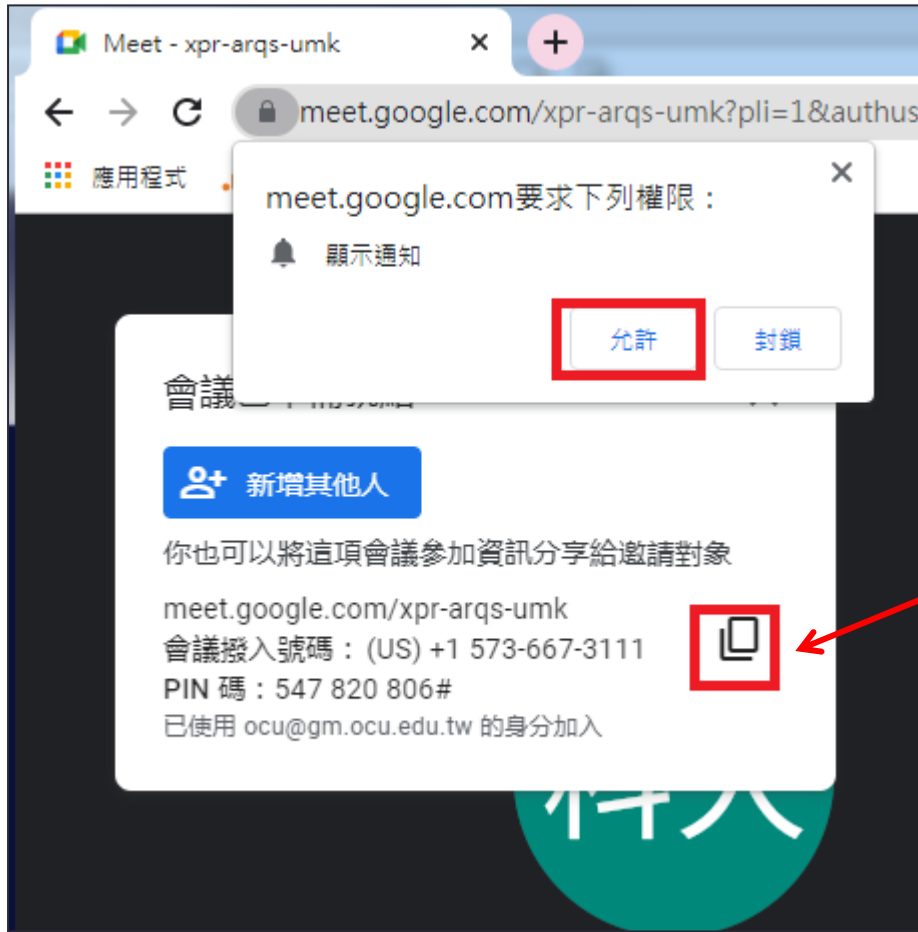 Meet - xpr-arqs-umk
meet.google.com/xpr-arqs-umk?pli=1&authus
應用程式
meet.google.com要求下列權限：
顯示通知
允許 封鎖
會議
新增其他人
你也可以將這項會議參加資訊分享給邀請對象
meet.google.com/xpr-arqs-umk
會議撥入號碼：(US) +1 573-667-3111
PIN 碼：547 820 806#
已使用 ocu@gm.ocu.edu.tw 的身分加入